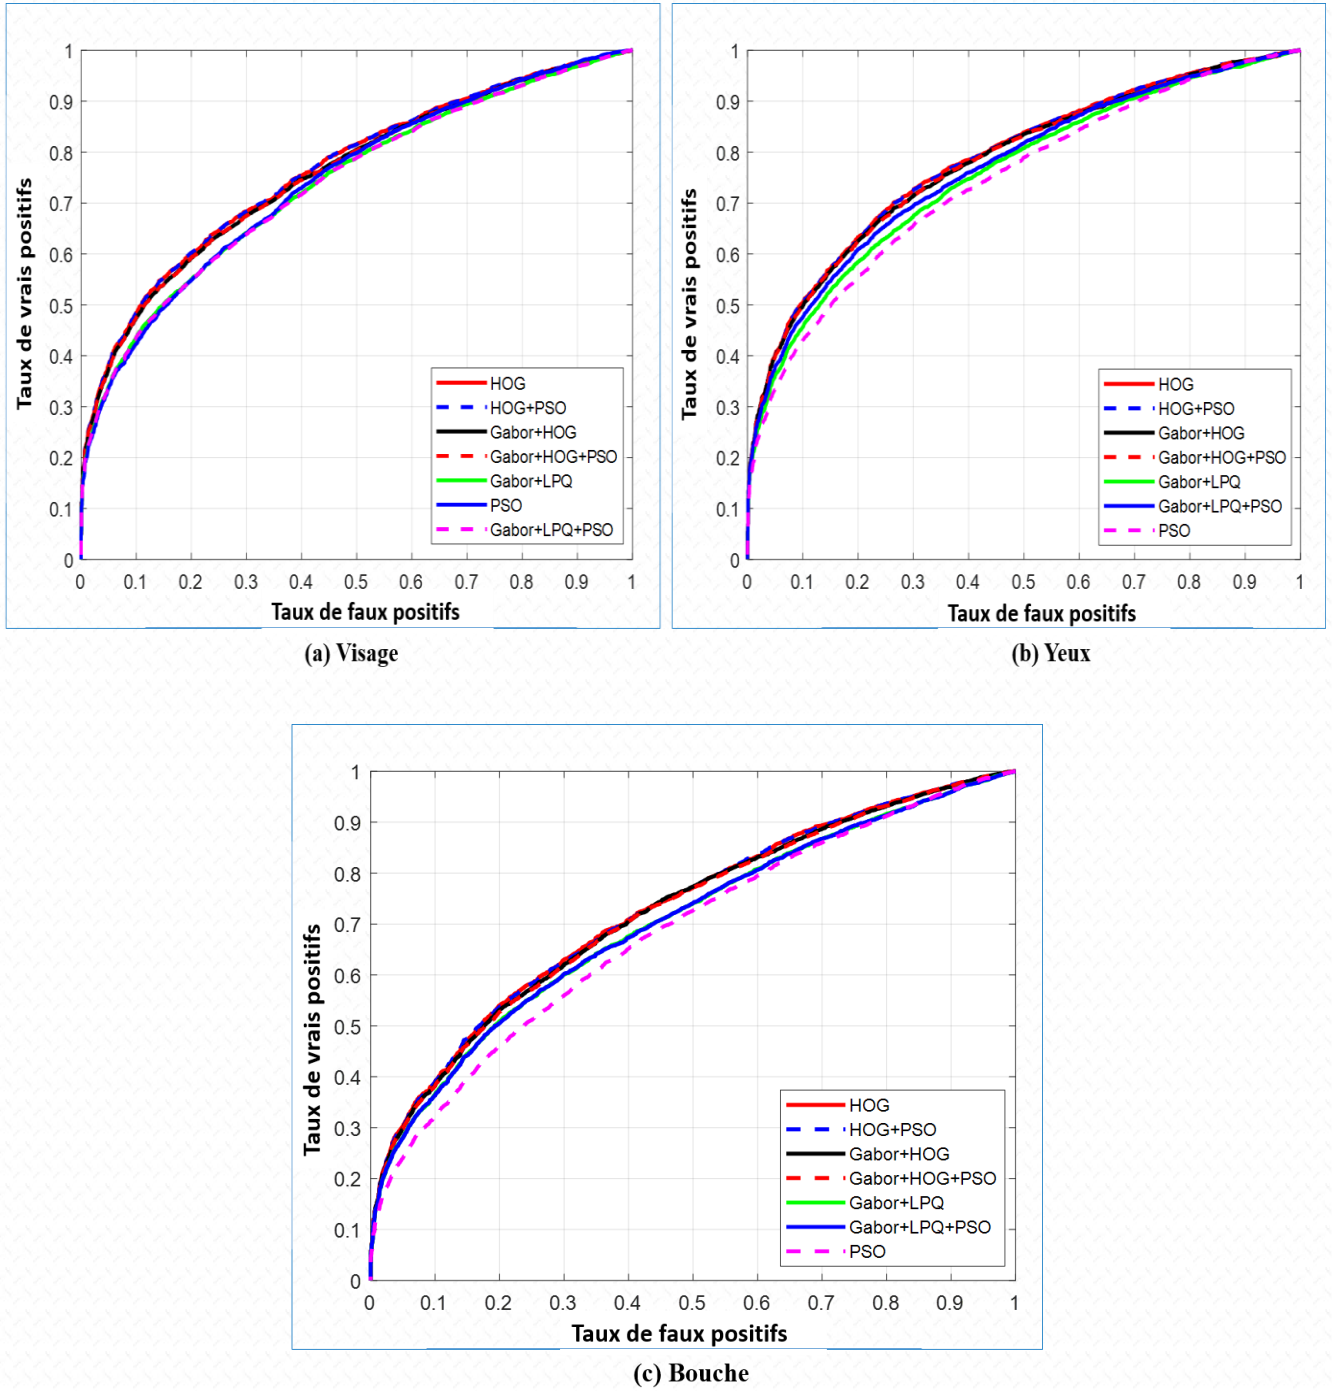 1
0.9
0.8
0.7
0.6
0.5
0.4
0.3
0.2
0.1
0
Taux de vrais positifs
HOG
HOG+PSO
Gabor+HOG
Gabor+HOG+PSO
Gabor+LPQ
PSO
Gabor+LPQ+PSO
0 0.1 0.2 0.3 0.4 0.5 0.6 0.7 0.8 0.9 1
Taux de faux positifs
(a) Visage
1
0.9
0.8
0.7
0.6
0.5
0.4
0.3
0.2
0.1
0
Taux de vrais positifs
HOG
HOG+PSO
Gabor+HOG
Gabor+HOG+PSO
Gabor+LPQ
Gabor+LPQ+PSO
PSO
0 0.1 0.2 0.3 0.4 0.5 0.6 0.7 0.8 0.9 1
Taux de faux positifs
(b) Yeux
1
0.9
0.8
0.7
0.6
0.5
0.4
0.3
0.2
0.1
0
Taux de vrais positifs
HOG
HOG+PSO
Gabor+HOG
Gabor+HOG+PSO
Gabor+LPQ
Gabor+LPQ+PSO
PSO
0 0.1 0.2 0.3 0.4 0.5 0.6 0.7 0.8 0.9 1
Taux de faux positifs
(c) Bouche